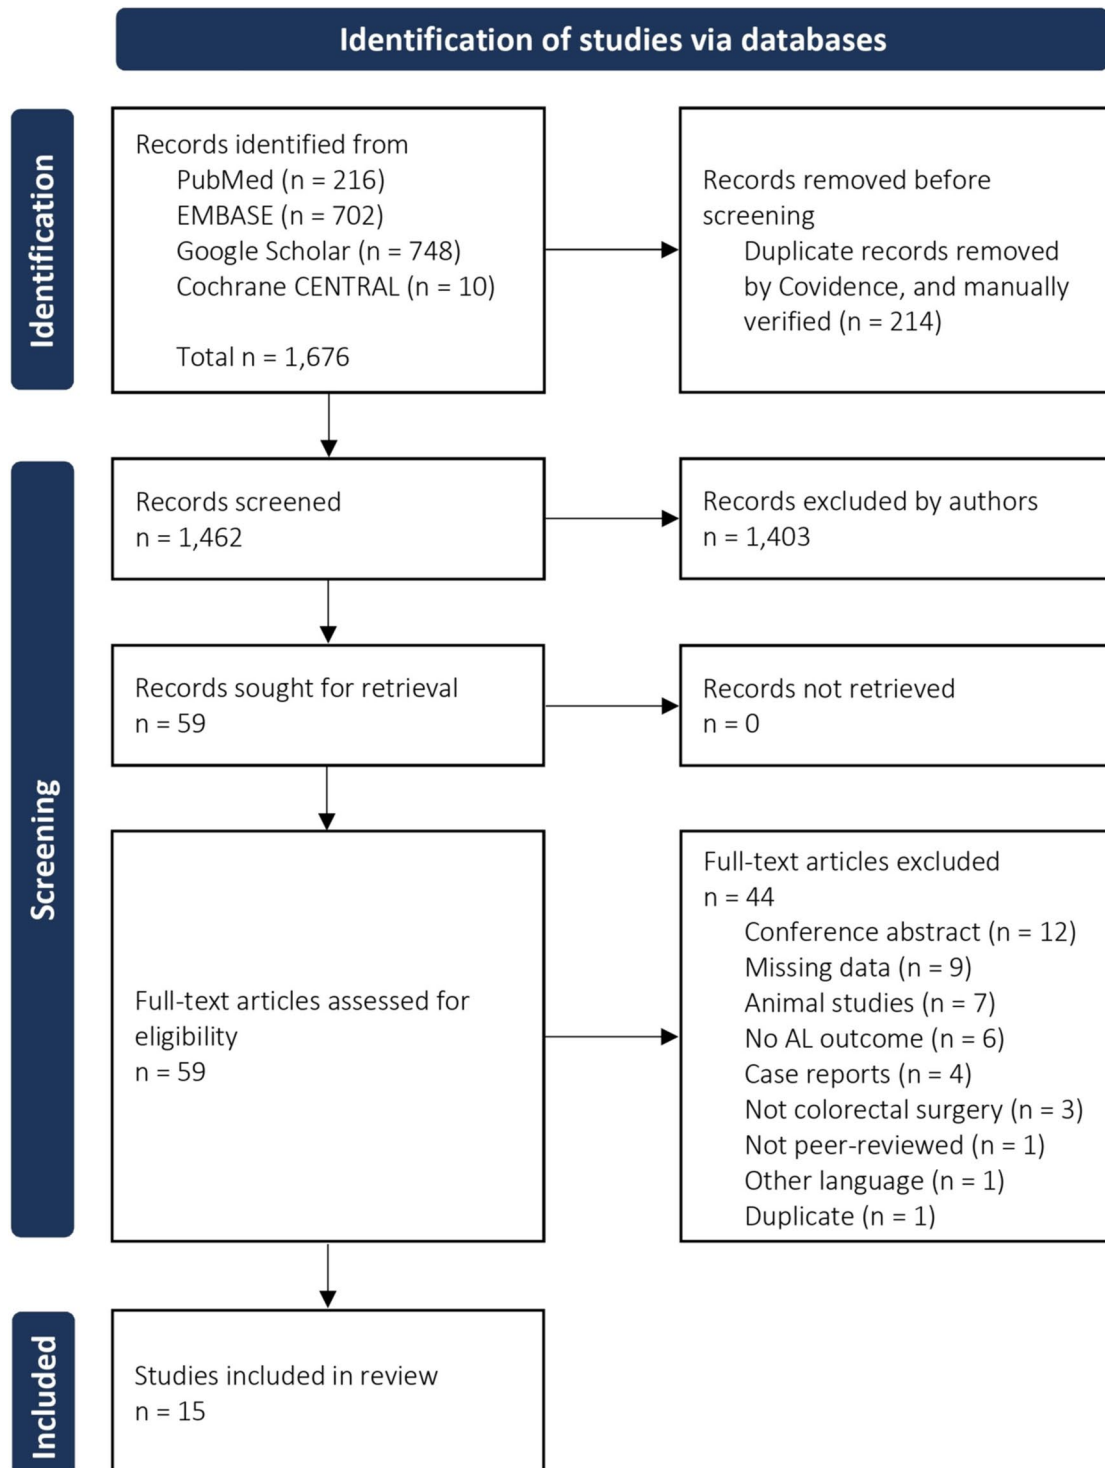 Identification of studies via databases
Identification
Records identified from
PubMed (n = 216)
EMBASE (n = 702)
Google Scholar (n = 748)
Cochrane CENTRAL (n = 10)
Total n = 1,676
Records removed before
screening
Duplicate records removed
by Covidence, and manually
verified (n = 214)
Screening
Records screened
n = 1,462
Records excluded by authors
n = 1,403
Records sought for retrieval
n = 59
Records not retrieved
n = 0
Full-text articles assessed for
eligibility
n = 59
Full-text articles excluded
n = 44
Conference abstract (n = 12)
Missing data (n = 9)
Animal studies (n = 7)
No AL outcome (n = 6)
Case reports (n = 4)
Not colorectal surgery (n = 3)
Not peer-reviewed (n = 1)
Other language (n = 1)
Duplicate (n = 1)
Included
Studies included in review
n = 15